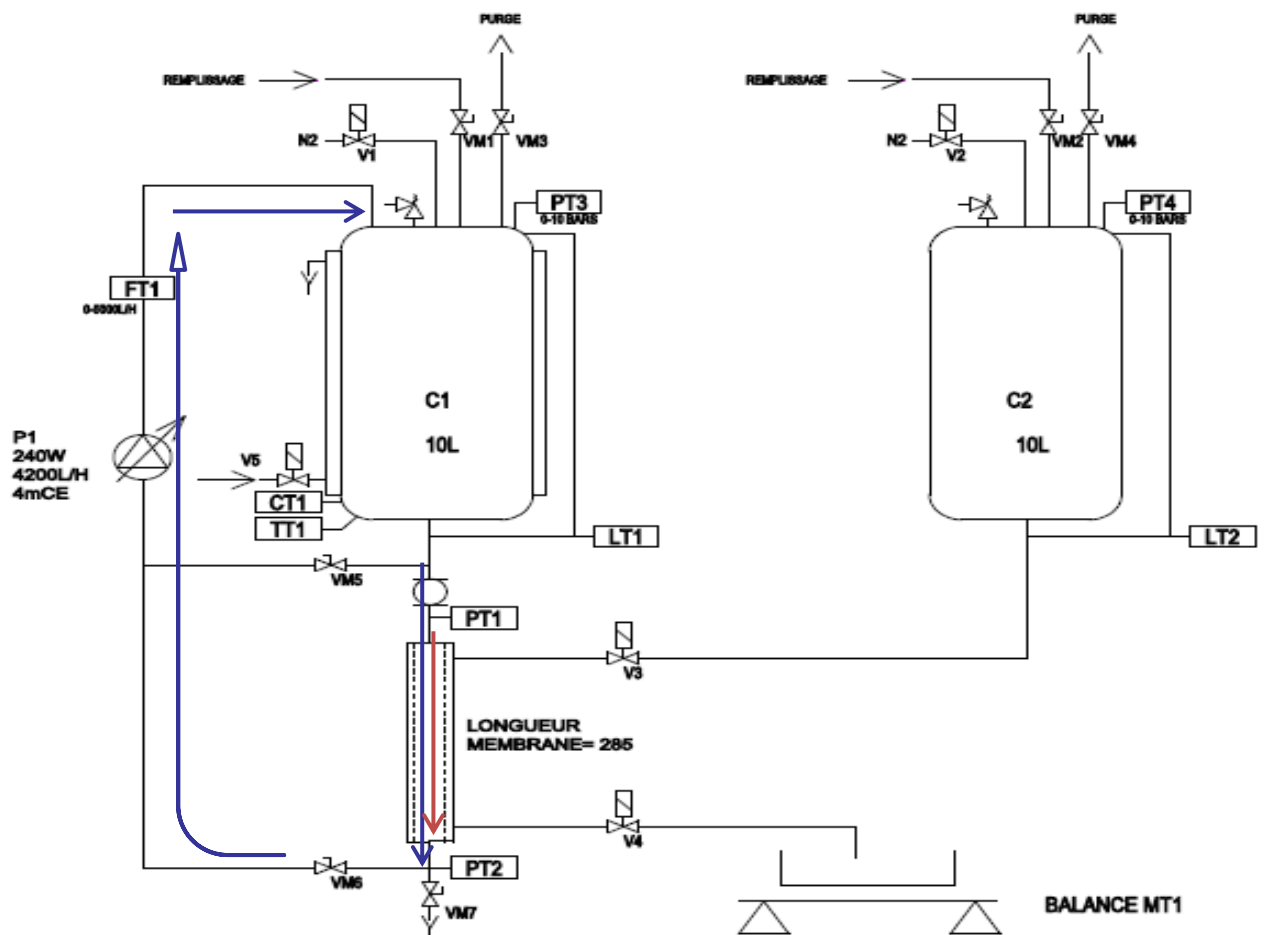 PURGE
PURGE
REMPLISSAGE
REMPLISSAGE
N2
V1
VM1
VM3
N2
V2
VM2
VM4
PT3
0-10 BARS
PT4
0-10 BARS
FT1
0-5000L/H
C1
10L
C2
10L
P1
240W
4200L/H
4mCE
V5
CT1
TT1
LT1
LT2
VM5
PT1
V3
LONGUEUR
MEMBRANE= 285
V4
VM6
PT2
VM7
BALANCE MT1